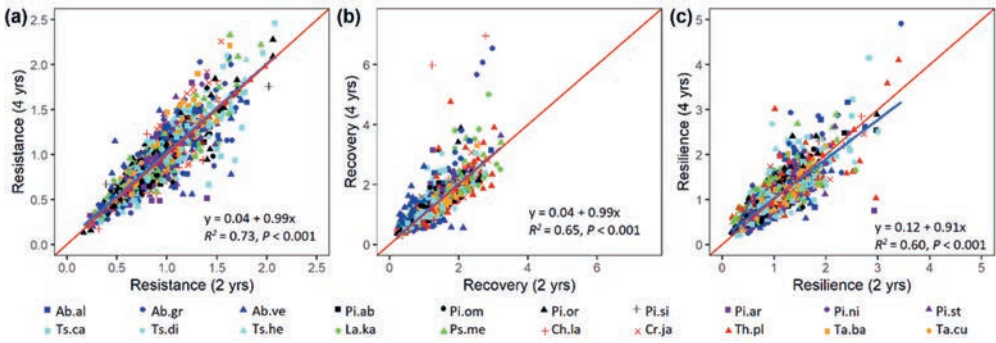 (a)
2.5
2.0
1.5
1.0
0.5
0.0
Resistance (4 yrs)
y = 0.04 + 0.99x
R² = 0.73, P < 0.001
0.0 0.5 1.0 1.5 2.0 2.5
Resistance (2 yrs)
(b)
8
6
4
2
0
Recovery (4 yrs)
y = 0.04 + 0.99x
R² = 0.65, P < 0.001
0 2 4 6
Recovery (2 yrs)
(c)
5
4
3
2
1
0
Resilience (4 yrs)
y = 0.12 + 0.91x
R² = 0.60, P < 0.001
0 1 2 3 4 5
Resilience (2 yrs)
Ab.al Ab.gr Ab.ve Pi.ab Pi.om Pi.or Pi.si Pi.ar Pi.ni Pi.st
Ts.ca Ts.di Ts.he La.ka Ps.me Ch.la Cr.ja Th.pl Ta.ba Ta.cu